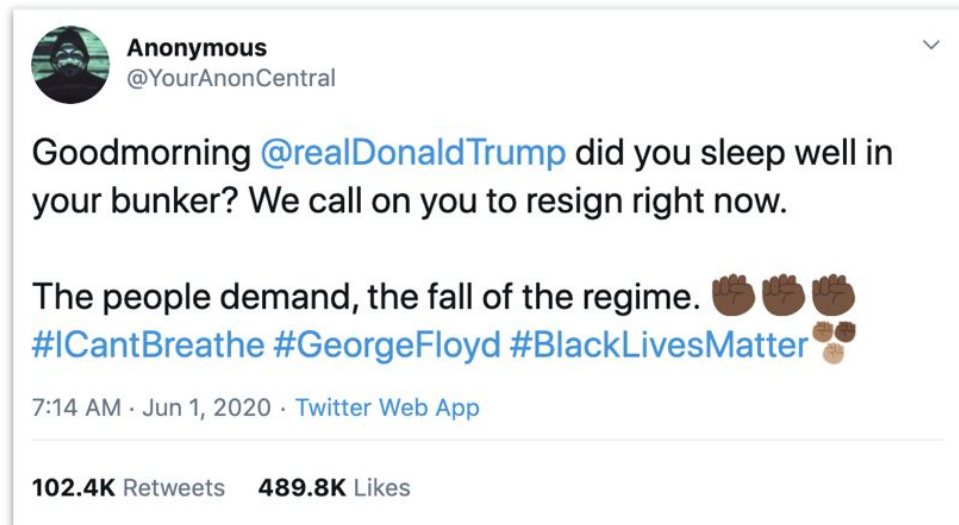 Anonymous
@YourAnonCentral
Goodmorning @realDonaldTrump did you sleep well in
your bunker? We call on you to resign right now.
The people demand, the fall of the regime. ✊🏿✊🏿✊🏿
#ICantBreathe #GeorgeFloyd #BlackLivesMatter
7:14 AM · Jun 1, 2020 · Twitter Web App
102.4K Retweets 489.8K Likes